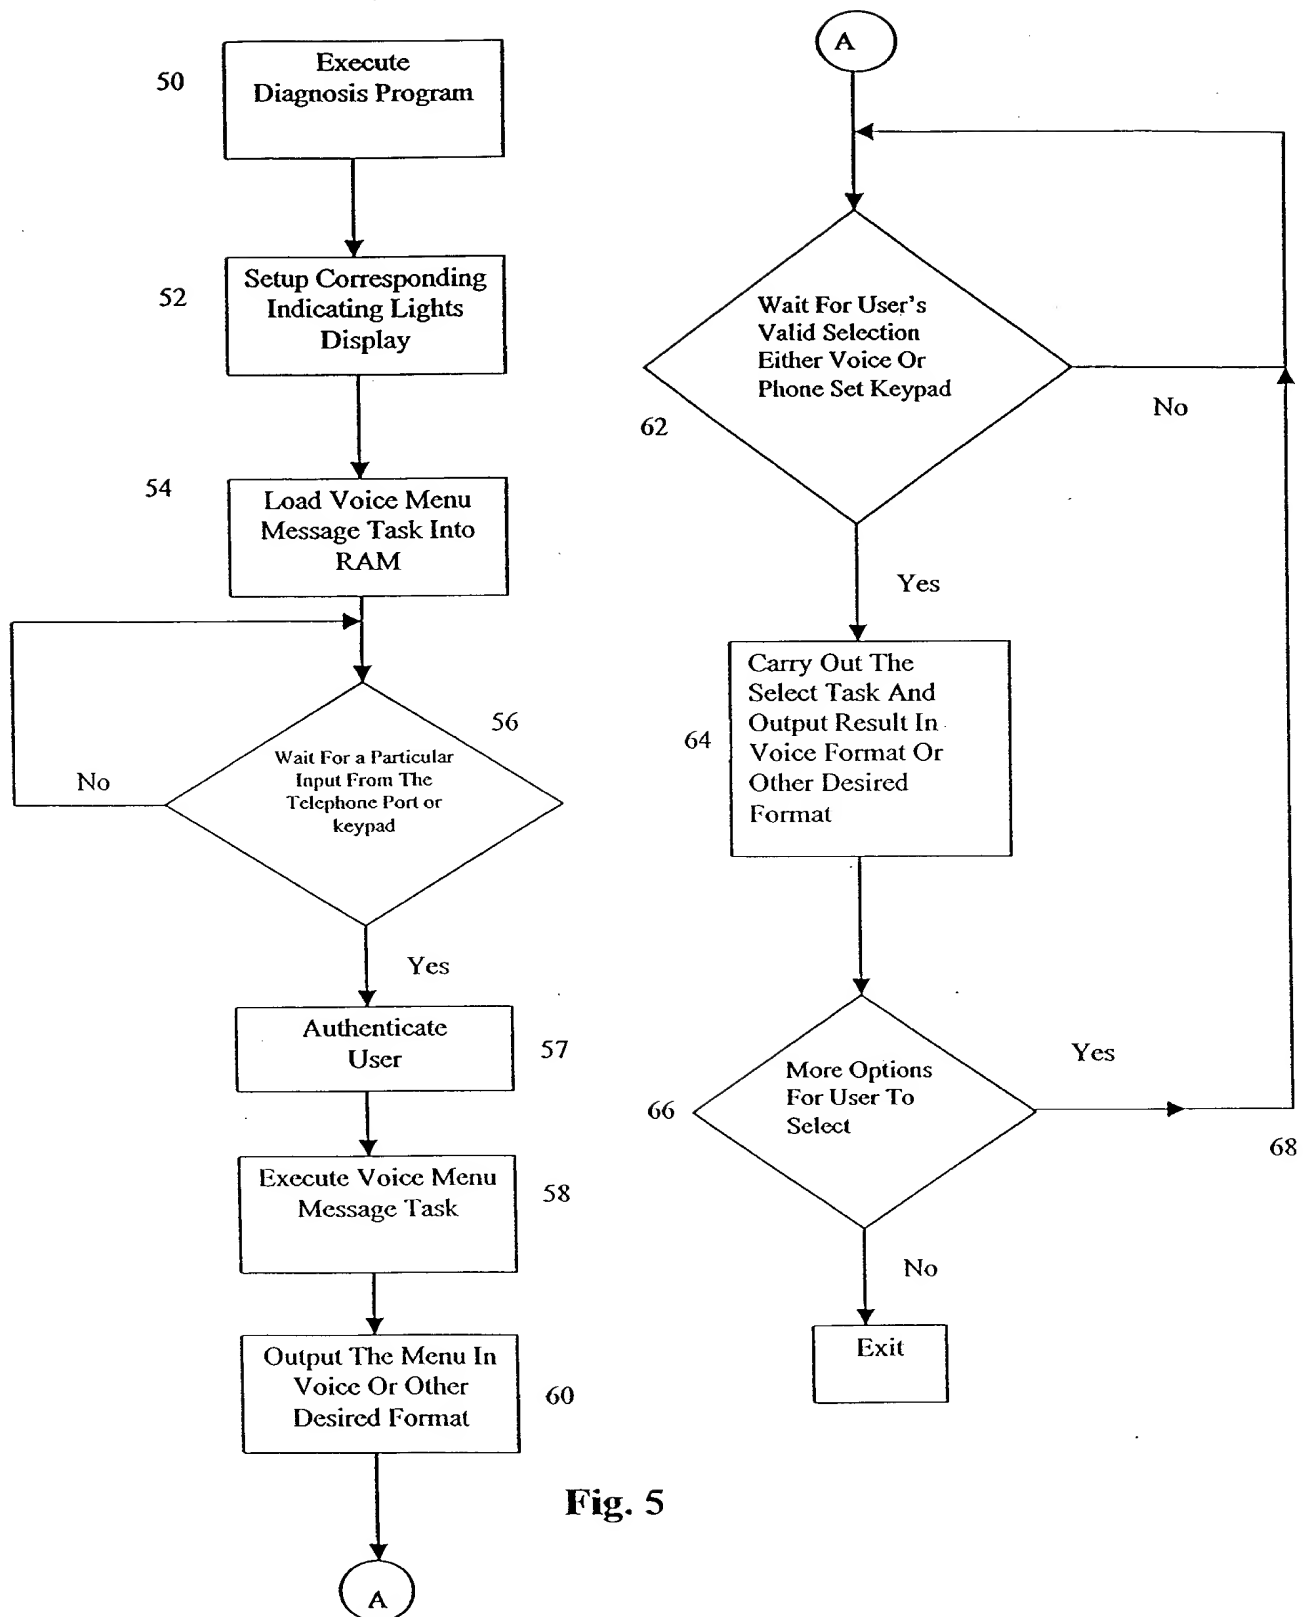 50
Execute
Diagnosis Program
52
Setup Corresponding
Indicating Lights
Display
54
Load Voice Menu
Message Task Into
RAM
56
Wait For a Particular
Input From The
Telephone Port or
keypad
No
Yes
Authenticate
User
57
Execute Voice Menu
Message Task
58
Output The Menu In
Voice Or Other
Desired Format
60
A
A
Wait For User's
Valid Selection
Either Voice Or
Phone Set Keypad
62
No
Yes
Carry Out The
Select Task And
Output Result In
Voice Format Or
Other Desired
Format
64
More Options
For User To
Select
66
Yes
68
No
Exit
Fig. 5